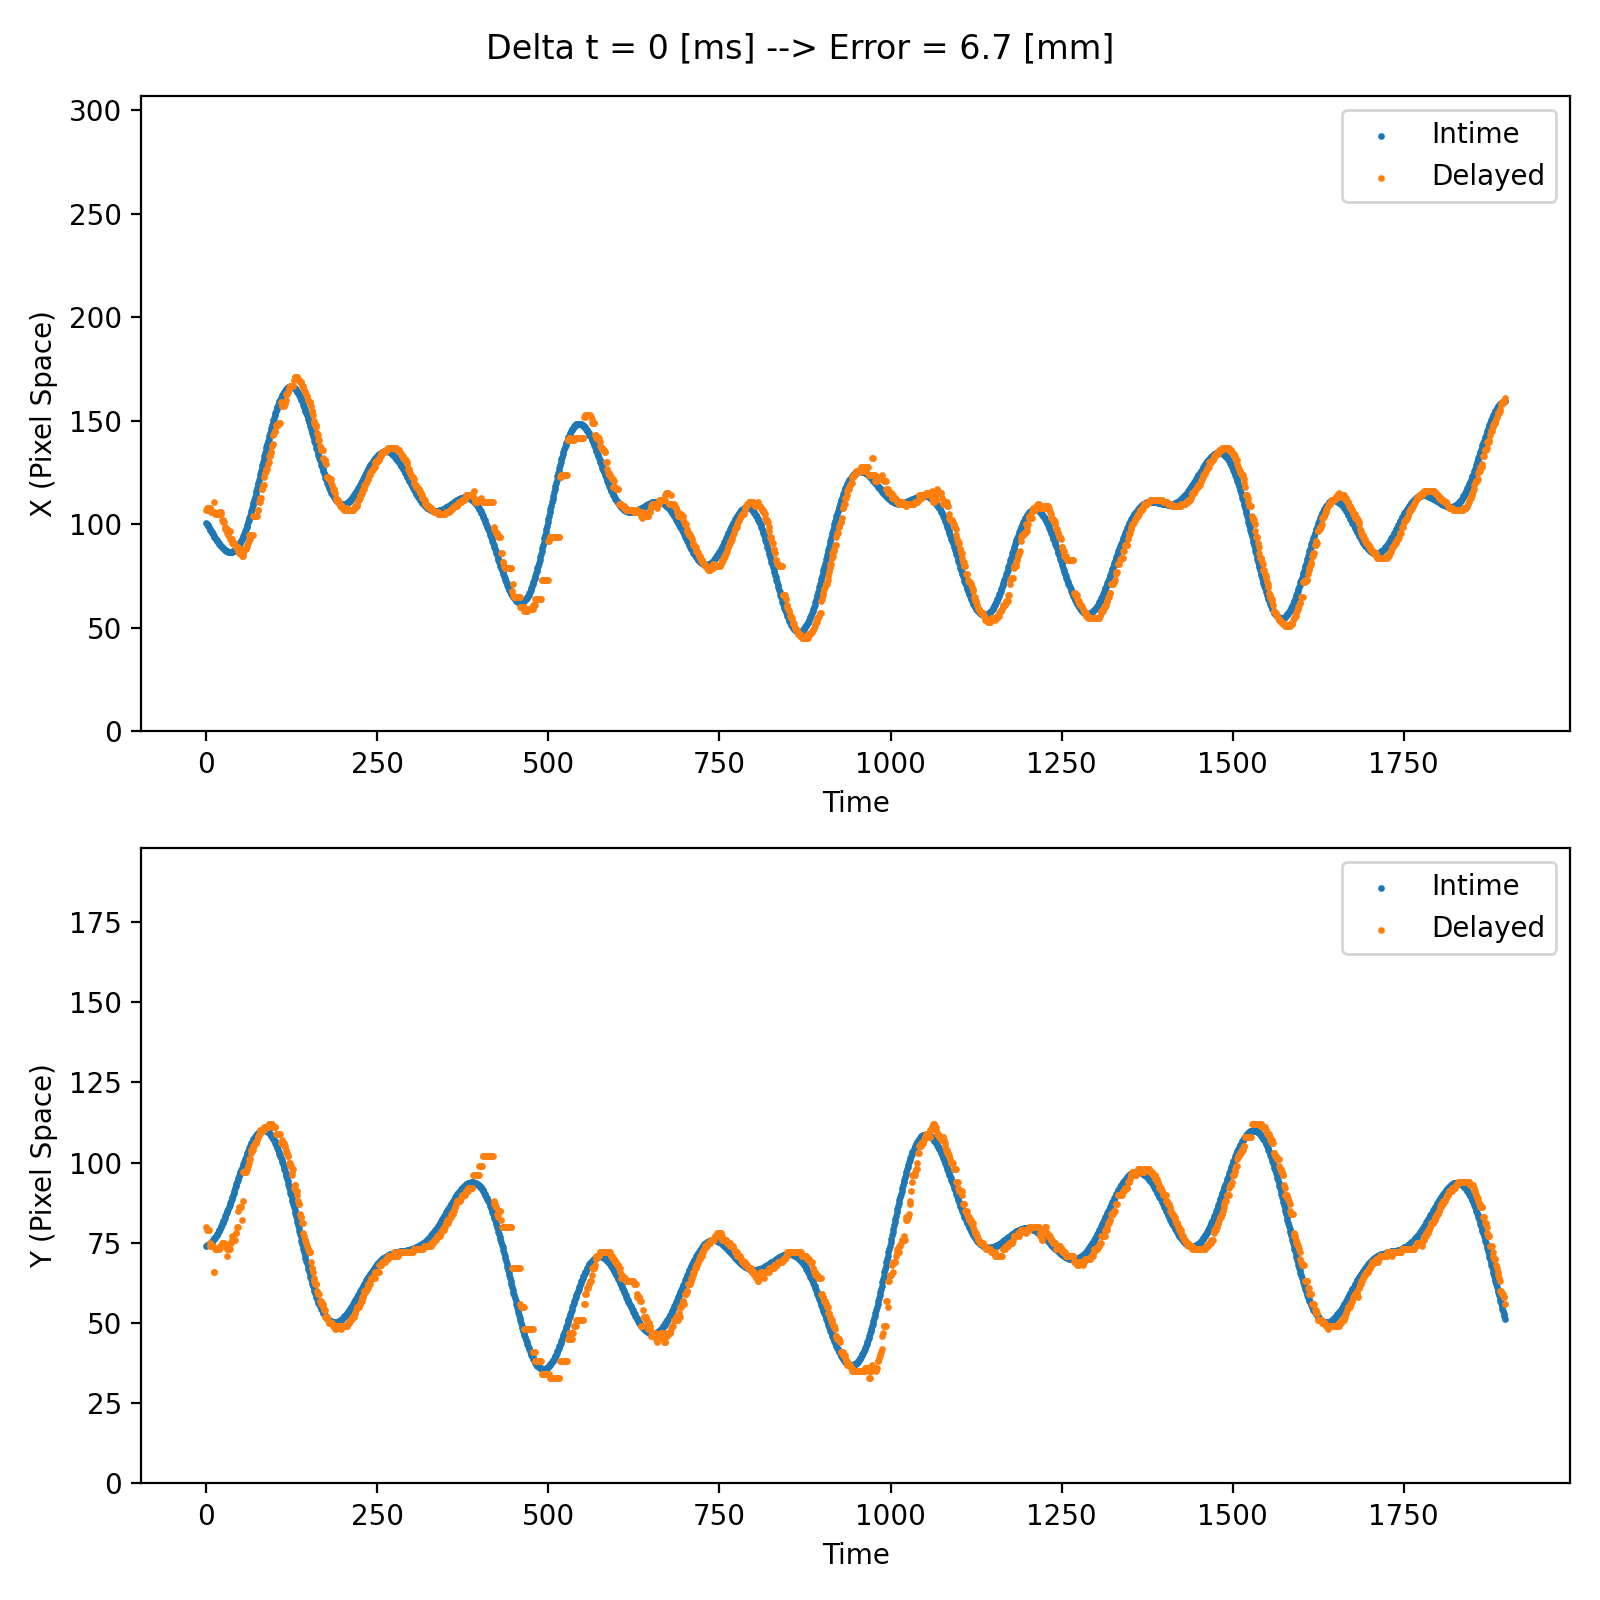 Delta t = 0 [ms] --> Error = 6.7 [mm]
300
250
200
150
100
50
0
X (Pixel Space)
Intime
Delayed
0 250 500 750 1000 1250 1500 1750
Time
175
150
125
100
75
50
25
0
Y (Pixel Space)
Intime
Delayed
0 250 500 750 1000 1250 1500 1750
Time